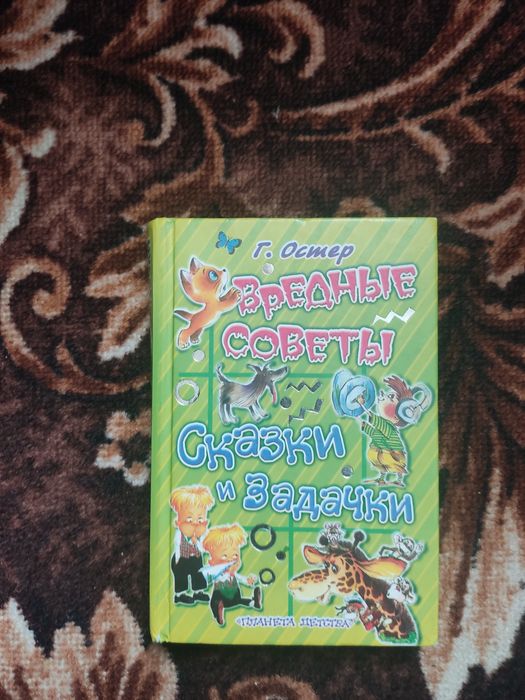 Г. Остер
Вредные
советы
Сказки
и задачки
«ПЛАНЕТА ДЕТСТВА»